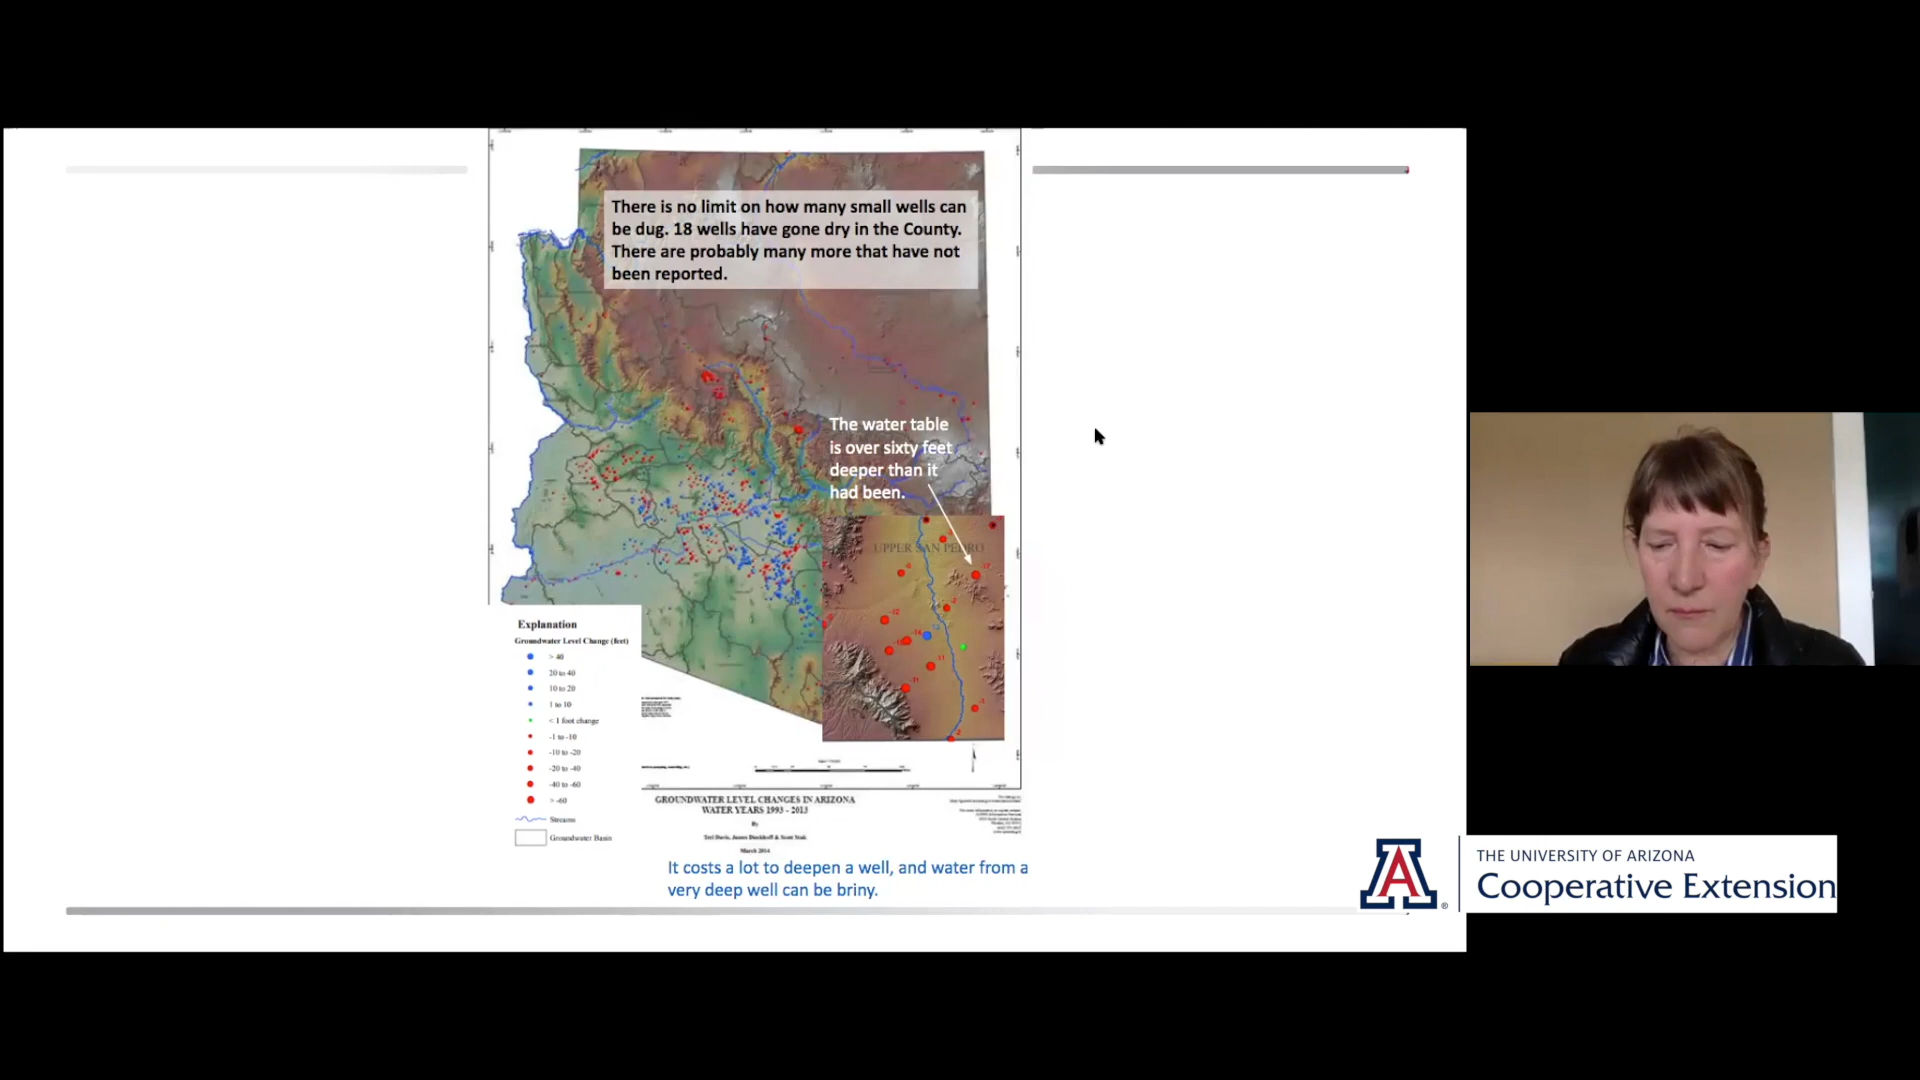 There is no limit on how many small wells can
be dug. 18 wells have gone dry in the County.
There are probably many more that have not
been reported.
The water table
is over sixty feet
deeper than it
had been.
UPPER SAN PEDRO
Explanation
Groundwater Level Change (feet)
> 40
20 to 40
10 to 20
1 to 10
< 1 foot change
-1 to -10
-10 to -20
-20 to -40
-40 to -60
> -60
Streams
Groundwater Basin
GROUNDWATER LEVEL CHANGES IN ARIZONA
WATER YEARS 1993 - 2013
By
March 2014
It costs a lot to deepen a well, and water from a
very deep well can be briny.
A
THE UNIVERSITY OF ARIZONA
Cooperative Extension